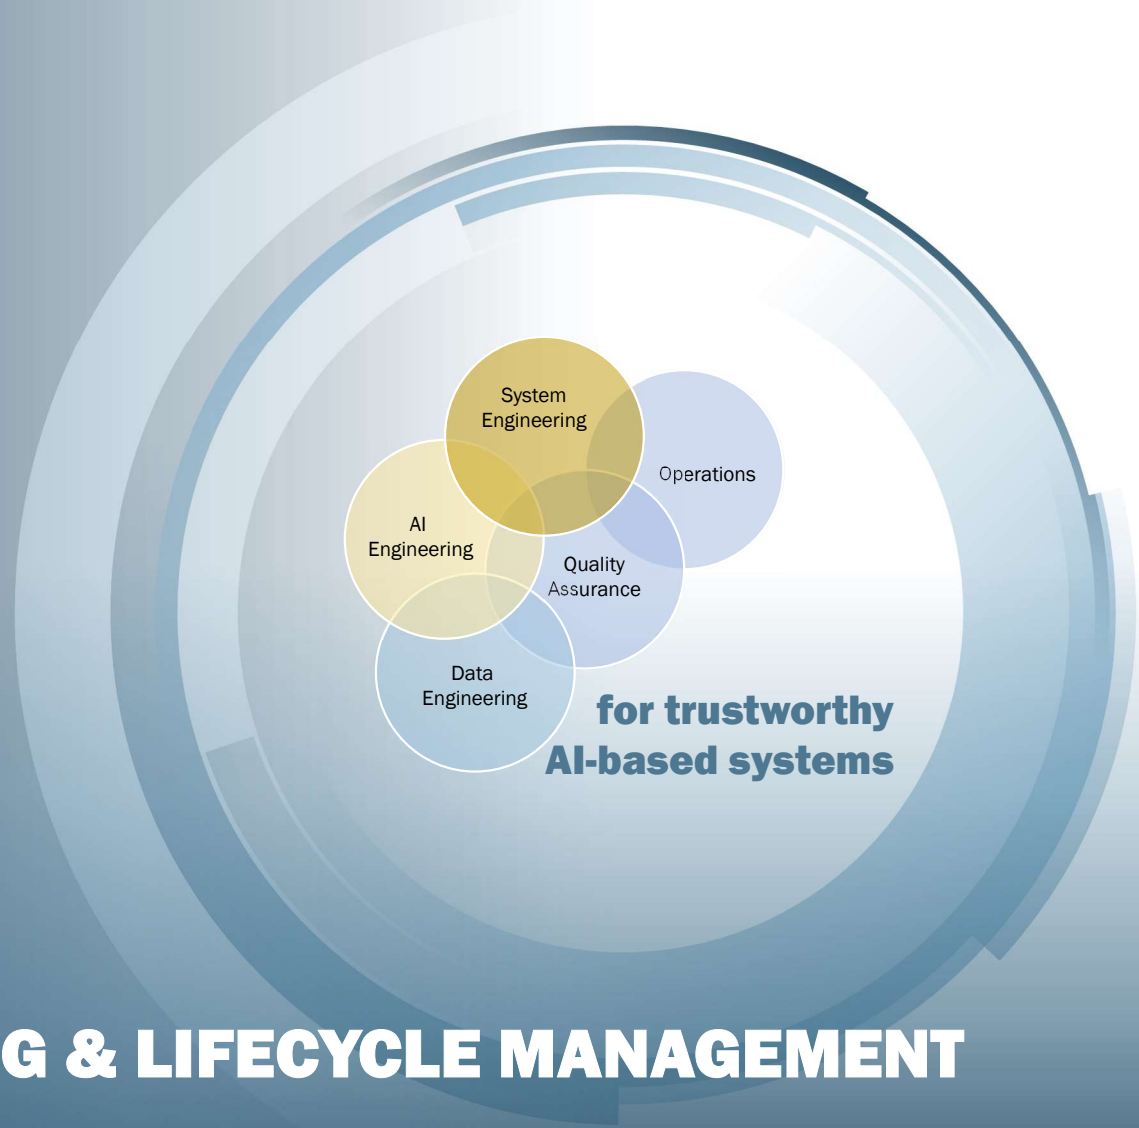 System
Engineering
Operations
AI
Engineering
Quality
Assurance
Data
Engineering
for trustworthy
AI-based systems
G & LIFECYCLE MANAGEMENT